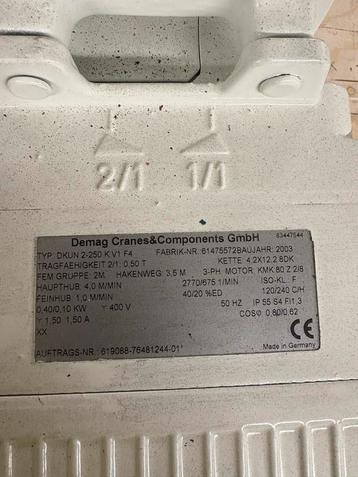 2/1 1/1
63447544
Demag Cranes&Components GmbH
TYP: DKUN 2-250 K V1 F4 FABRIK-NR. 61475572 BAUJAHR: 2003
TRAGFAEHIGKEIT 2/1: 0,50 T KETTE 4.2X12.2 8DK
FEM GRUPPE: 2M HAKENWEG: 3,5 M 3-PH MOTOR KMK 80 Z 2/8
HAUPTHUB: 4,0 M/MIN 2770/675 1/MIN ISO-KL. F
FEINHUB: 1,0 M/MIN 40/20 %ED 120/240 C/H
0,40/0,10 KW Y 400 V 50 HZ IP 55 S4 FI1,3
Y 1,50 1,50 A COSφ 0,80/0,62
XX
CE
AUFTRAGS-NR.: 619088-76481244-01* Made in Germany